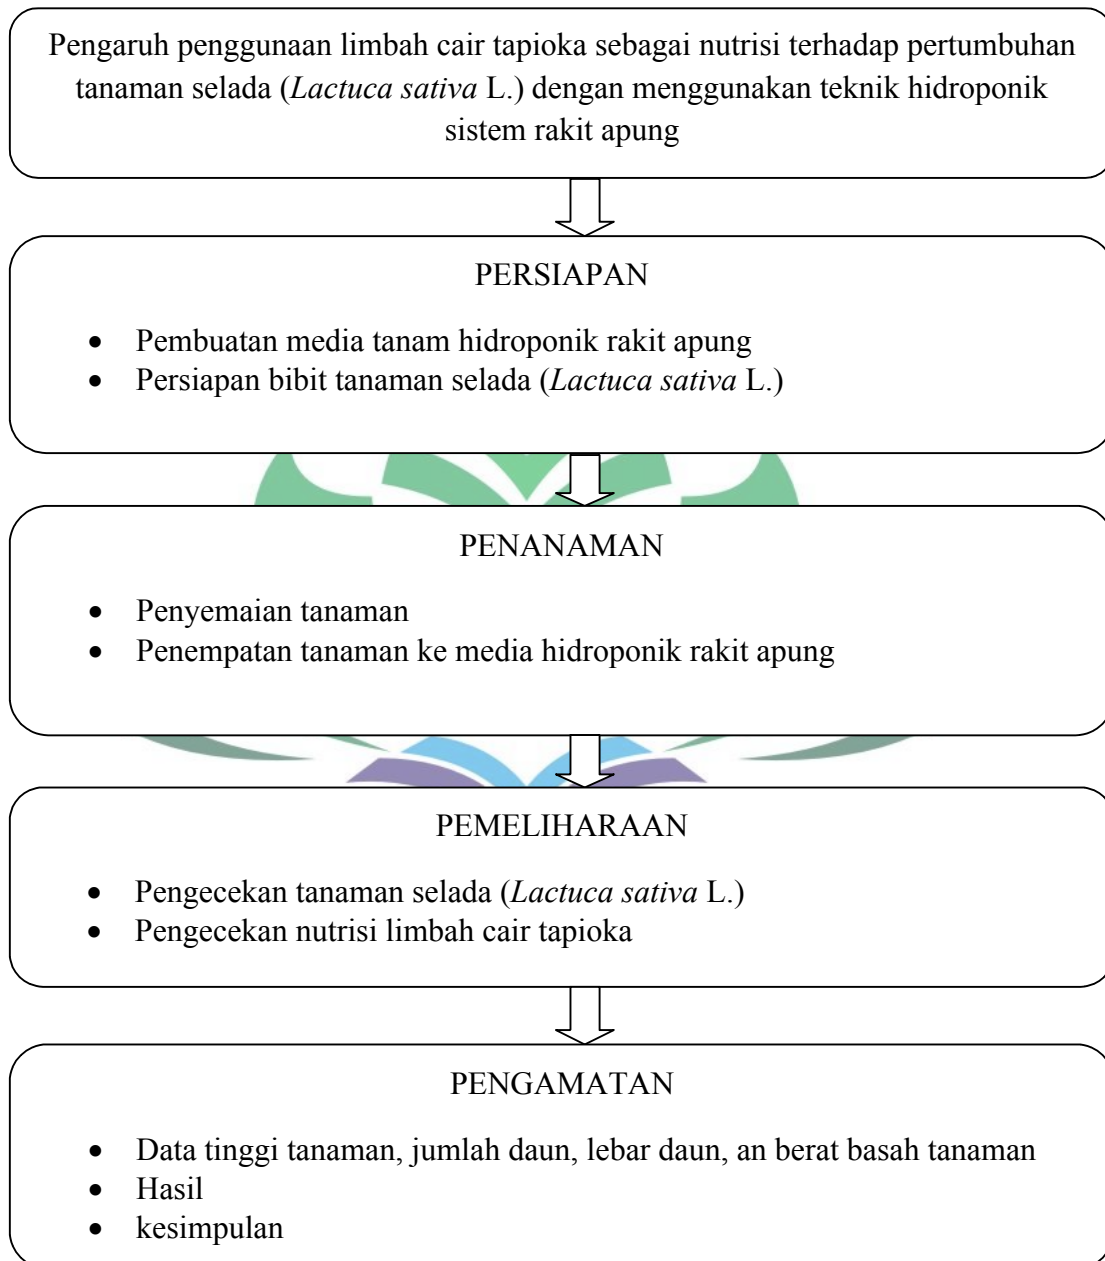 Pengaruh penggunaan limbah cair tapioka sebagai nutrisi terhadap pertumbuhan
tanaman selada (Lactuca sativa L.) dengan menggunakan teknik hidroponik
sistem rakit apung
PERSIAPAN
• Pembuatan media tanam hidroponik rakit apung
• Persiapan bibit tanaman selada (Lactuca sativa L.)
PENANAMAN
• Penyemaian tanaman
• Penempatan tanaman ke media hidroponik rakit apung
PEMELIHARAAN
• Pengecekan tanaman selada (Lactuca sativa L.)
• Pengecekan nutrisi limbah cair tapioka
PENGAMATAN
• Data tinggi tanaman, jumlah daun, lebar daun, an berat basah tanaman
• Hasil
• kesimpulan